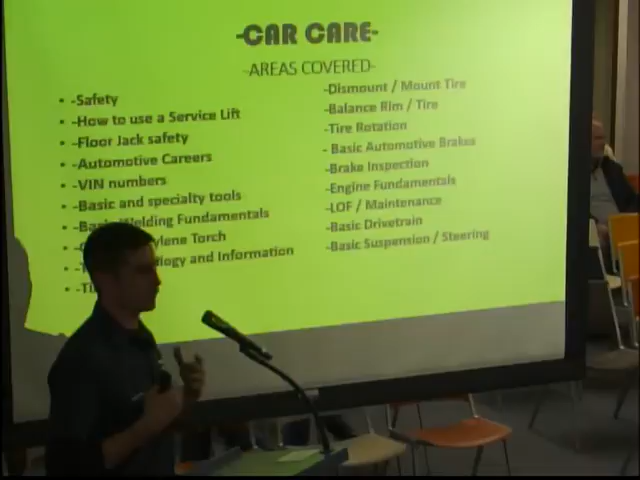 -CAR CARE-
-AREAS COVERED-
• -Safety
• -How to use a Service Lift
• -Floor Jack safety
• -Automotive Careers
• -VIN numbers
• -Basic and specialty tools
• -Basic Welding Fundamentals
Torch
and Information
-Dismount / Mount Tire
-Balance Rim / Tire
-Tire Rotation
- Basic Automotive Brakes
-Brake Inspection
-Engine Fundamentals
-LOF / Maintenance
-Basic Drivetrain
-Basic Suspension / Steering